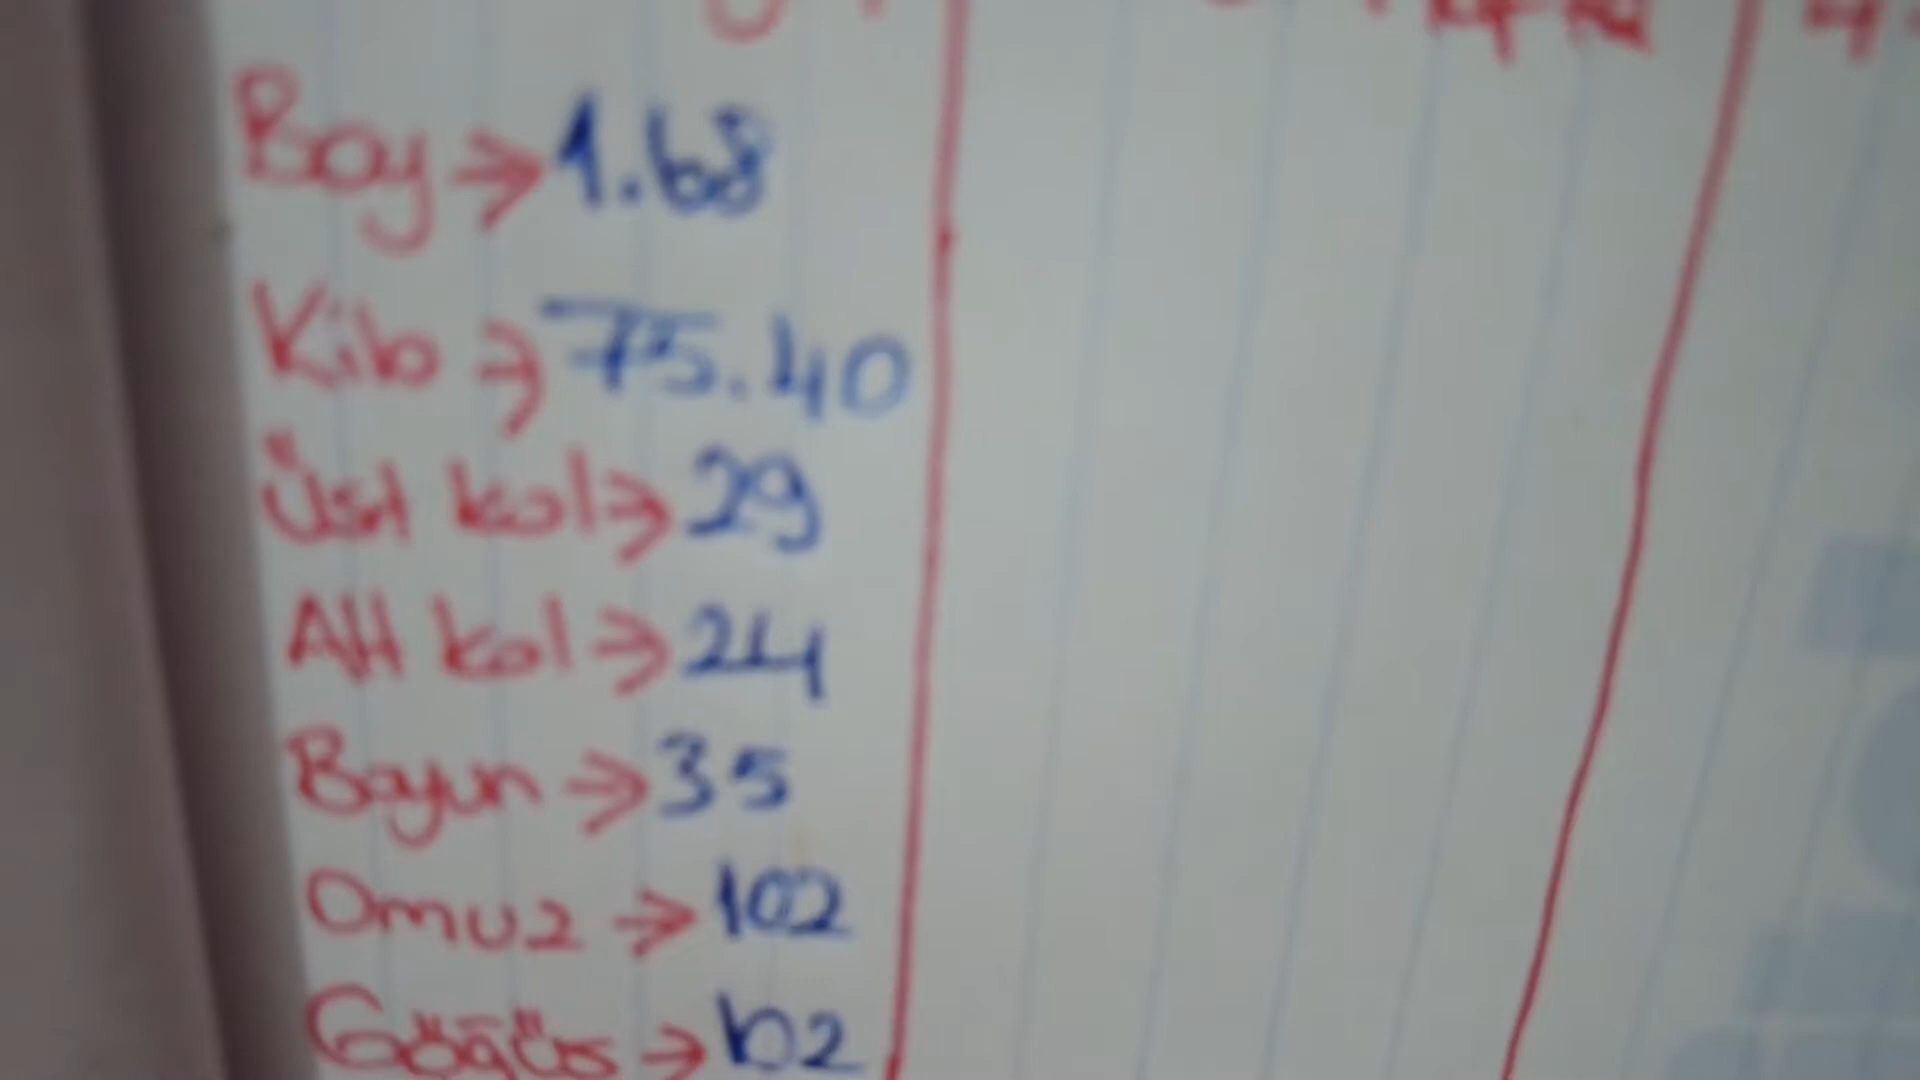 Boy → 1.68
Kilo → 75.40
Üst kol → 29
Alt kol → 24
Boyun → 35
Omuz → 102
Göğüs → 102